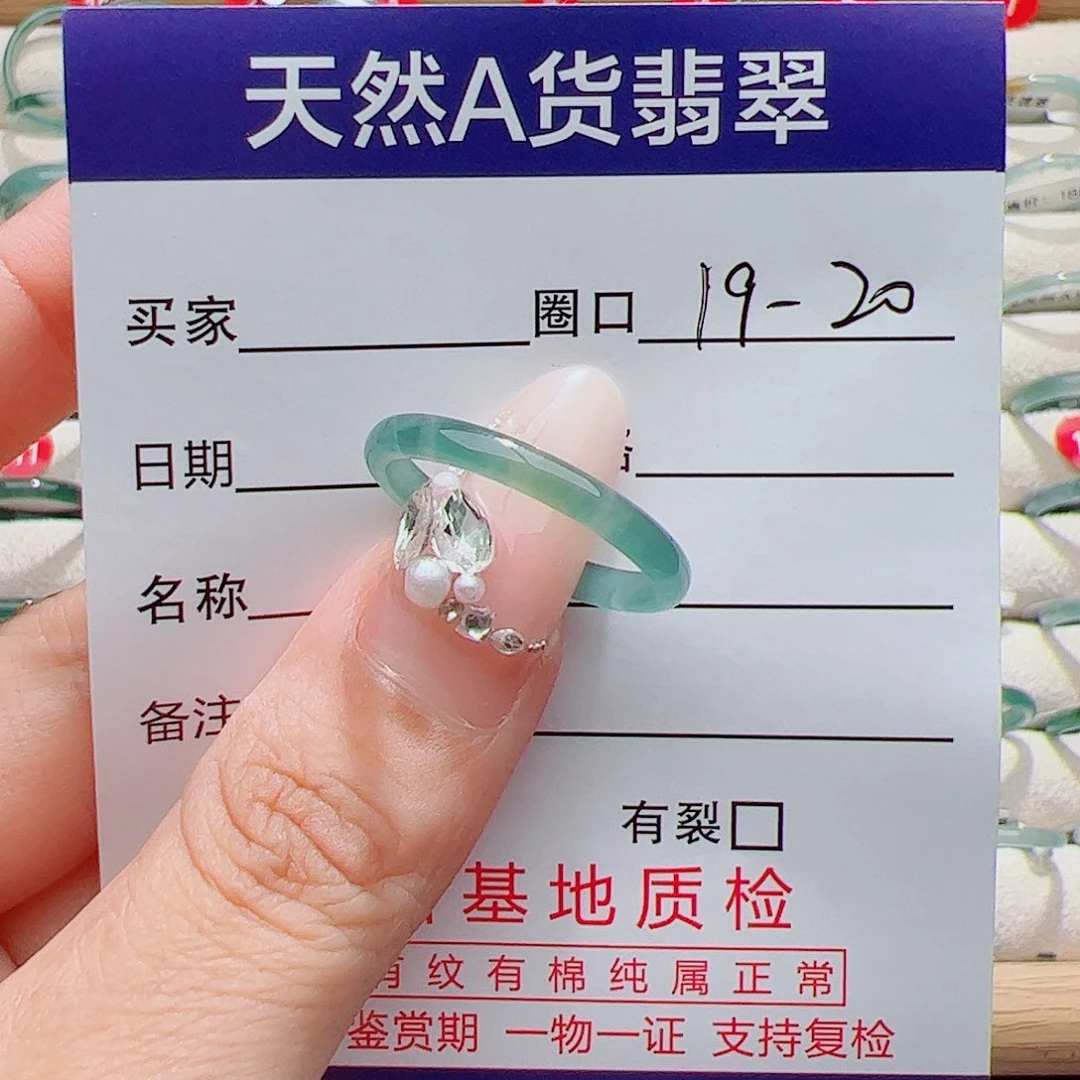 天然A货翡翠
买家 圈口 19-20
日期
名称
备注
有裂□
基地质检
有纹有棉纯属正常
鉴赏期 一物一证 支持复检